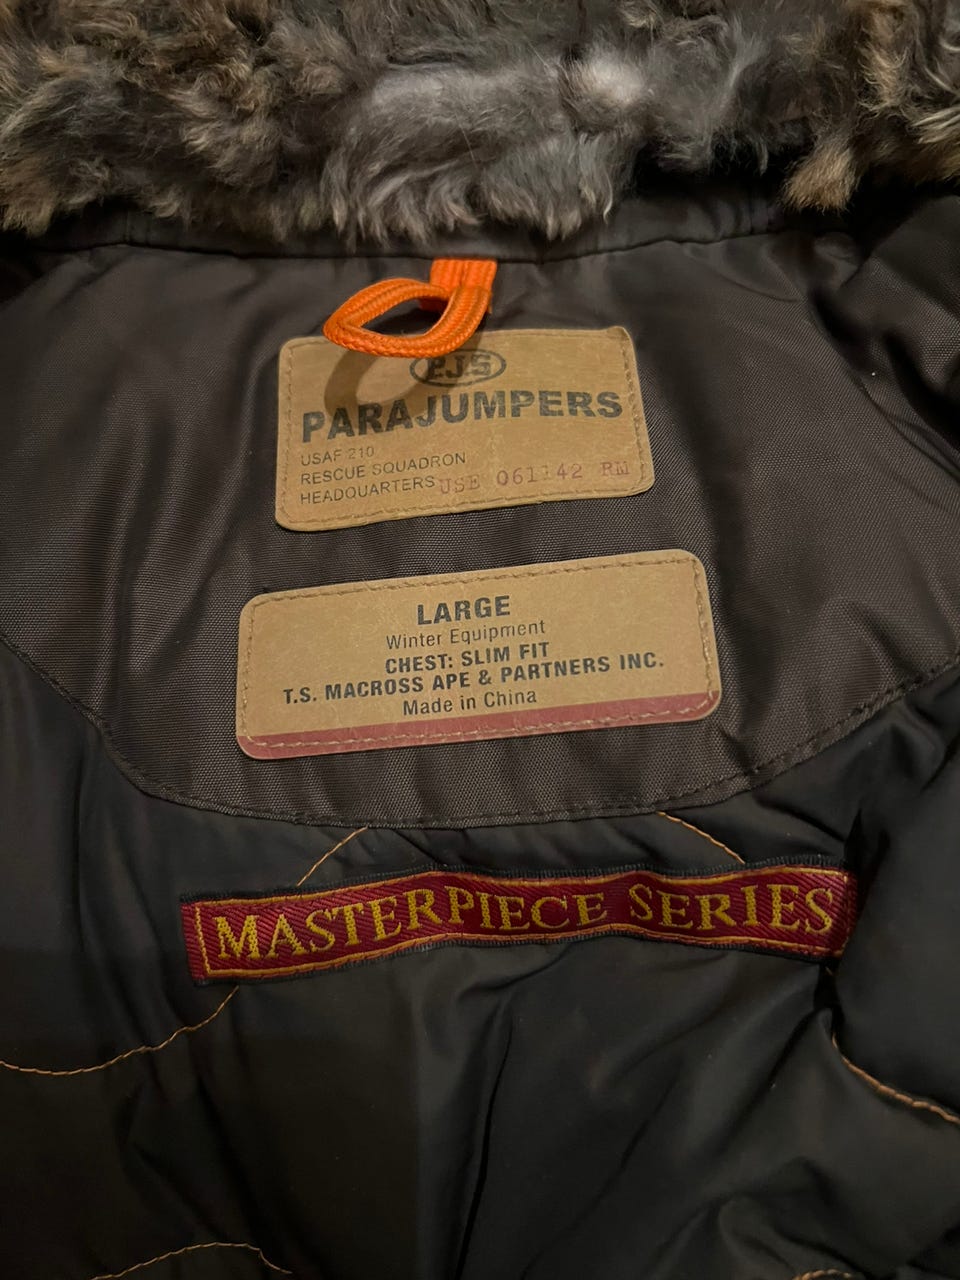 P.J.S
PARAJUMPERS
USAF 210
RESCUE SQUADRON
HEADQUARTERS USE 061142 RM
LARGE
Winter Equipment
CHEST: SLIM FIT
T.S. MACROSS APE & PARTNERS INC.
Made in China
MASTERPIECE SERIES